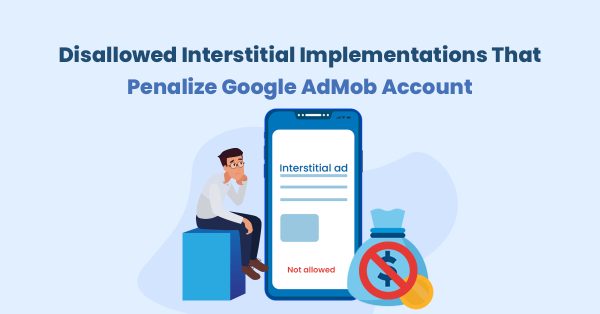 Disallowed Interstitial Implementations That
Penalize Google AdMob Account
Interstitial ad
Not allowed
$